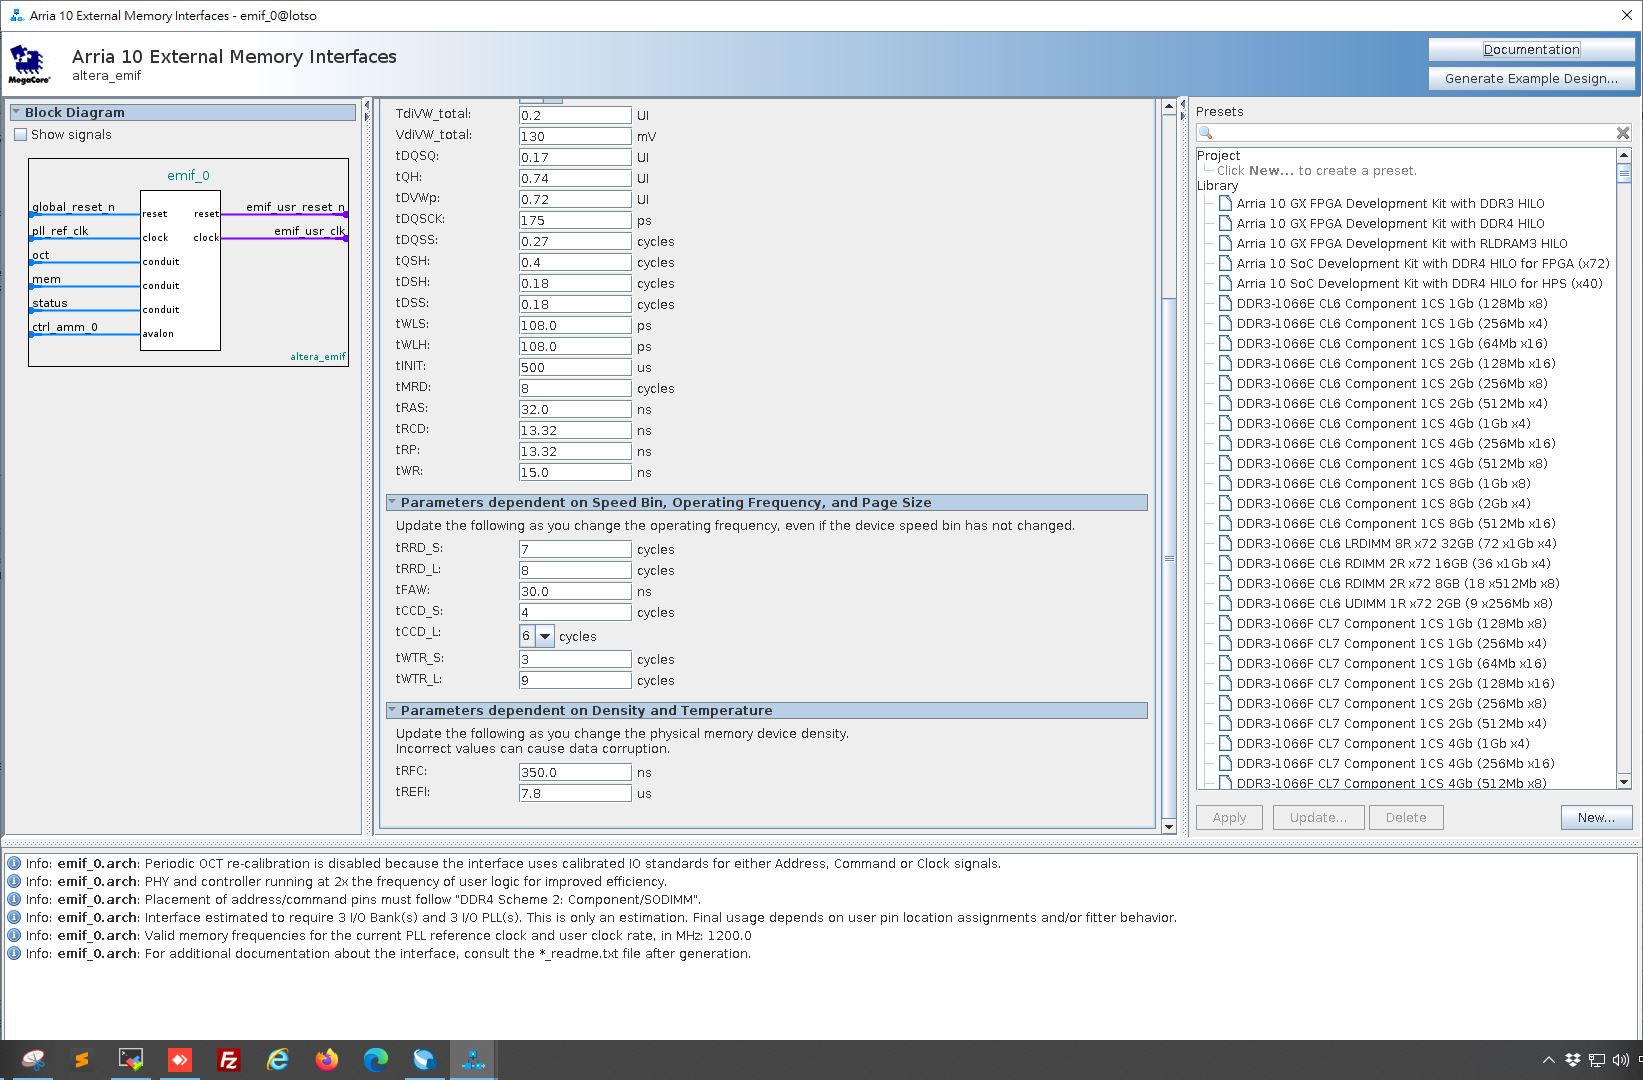 Arria 10 External Memory Interfaces - emif_0@lotso
MegaCore®
Arria 10 External Memory Interfaces
altera_emif
Documentation
Generate Example Design...
Block Diagram
Show signals
emif_0
global_reset_n
reset
reset
emif_usr_reset_n
pll_ref_clk
clock
clock
emif_usr_clk
oct
conduit
mem
conduit
status
conduit
ctrl_amm_0
avalon
altera_emif
TdiVW_total: 0.2 UI
VdiVW_total: 130 mV
tDQSQ: 0.17 UI
tQH: 0.74 UI
tDVWp: 0.72 UI
tDQSCK: 175 ps
tDQSS: 0.27 cycles
tQSH: 0.4 cycles
tDSH: 0.18 cycles
tDSS: 0.18 cycles
tWLS: 108.0 ps
tWLH: 108.0 ps
tINIT: 500 us
tMRD: 8 cycles
tRAS: 32.0 ns
tRCD: 13.32 ns
tRP: 13.32 ns
tWR: 15.0 ns
Parameters dependent on Speed Bin, Operating Frequency, and Page Size
Update the following as you change the operating frequency, even if the device speed bin has not changed.
tRRD_S: 7 cycles
tRRD_L: 8 cycles
tFAW: 30.0 ns
tCCD_S: 4 cycles
tCCD_L: 6 cycles
tWTR_S: 3 cycles
tWTR_L: 9 cycles
Parameters dependent on Density and Temperature
Update the following as you change the physical memory device density.
Incorrect values can cause data corruption.
tRFC: 350.0 ns
tREFI: 7.8 us
Presets
Project
Click New... to create a preset.
Library
Arria 10 GX FPGA Development Kit with DDR3 HILO
Arria 10 GX FPGA Development Kit with DDR4 HILO
Arria 10 GX FPGA Development Kit with RLDRAM3 HILO
Arria 10 SoC Development Kit with DDR4 HILO for FPGA (x72)
Arria 10 SoC Development Kit with DDR4 HILO for HPS (x40)
DDR3-1066E CL6 Component 1CS 1Gb (128Mb x8)
DDR3-1066E CL6 Component 1CS 1Gb (256Mb x4)
DDR3-1066E CL6 Component 1CS 1Gb (64Mb x16)
DDR3-1066E CL6 Component 1CS 2Gb (128Mb x16)
DDR3-1066E CL6 Component 1CS 2Gb (256Mb x8)
DDR3-1066E CL6 Component 1CS 2Gb (512Mb x4)
DDR3-1066E CL6 Component 1CS 4Gb (1Gb x4)
DDR3-1066E CL6 Component 1CS 4Gb (256Mb x16)
DDR3-1066E CL6 Component 1CS 4Gb (512Mb x8)
DDR3-1066E CL6 Component 1CS 8Gb (1Gb x8)
DDR3-1066E CL6 Component 1CS 8Gb (2Gb x4)
DDR3-1066E CL6 Component 1CS 8Gb (512Mb x16)
DDR3-1066E CL6 LRDIMM 8R x72 32GB (72 x1Gb x4)
DDR3-1066E CL6 RDIMM 2R x72 16GB (36 x1Gb x4)
DDR3-1066E CL6 RDIMM 2R x72 8GB (18 x512Mb x8)
DDR3-1066E CL6 UDIMM 1R x72 2GB (9 x256Mb x8)
DDR3-1066F CL7 Component 1CS 1Gb (128Mb x8)
DDR3-1066F CL7 Component 1CS 1Gb (256Mb x4)
DDR3-1066F CL7 Component 1CS 1Gb (64Mb x16)
DDR3-1066F CL7 Component 1CS 2Gb (128Mb x16)
DDR3-1066F CL7 Component 1CS 2Gb (256Mb x8)
DDR3-1066F CL7 Component 1CS 2Gb (512Mb x4)
DDR3-1066F CL7 Component 1CS 4Gb (1Gb x4)
DDR3-1066F CL7 Component 1CS 4Gb (256Mb x16)
DDR3-1066F CL7 Component 1CS 4Gb (512Mb x8)
Apply Update... Delete New...
Info: emif_0.arch: Periodic OCT re-calibration is disabled because the interface uses calibrated IO standards for either Address, Command or Clock signals.
Info: emif_0.arch: PHY and controller running at 2x the frequency of user logic for improved efficiency.
Info: emif_0.arch: Placement of address/command pins must follow "DDR4 Scheme 2: Component/SODIMM".
Info: emif_0.arch: Interface estimated to require 3 I/O Bank(s) and 3 I/O PLL(s). This is only an estimation. Final usage depends on user pin location assignments and/or fitter behavior.
Info: emif_0.arch: Valid memory frequencies for the current PLL reference clock and user clock rate, in MHz: 1200.0
Info: emif_0.arch: For additional documentation about the interface, consult the *_readme.txt file after generation.